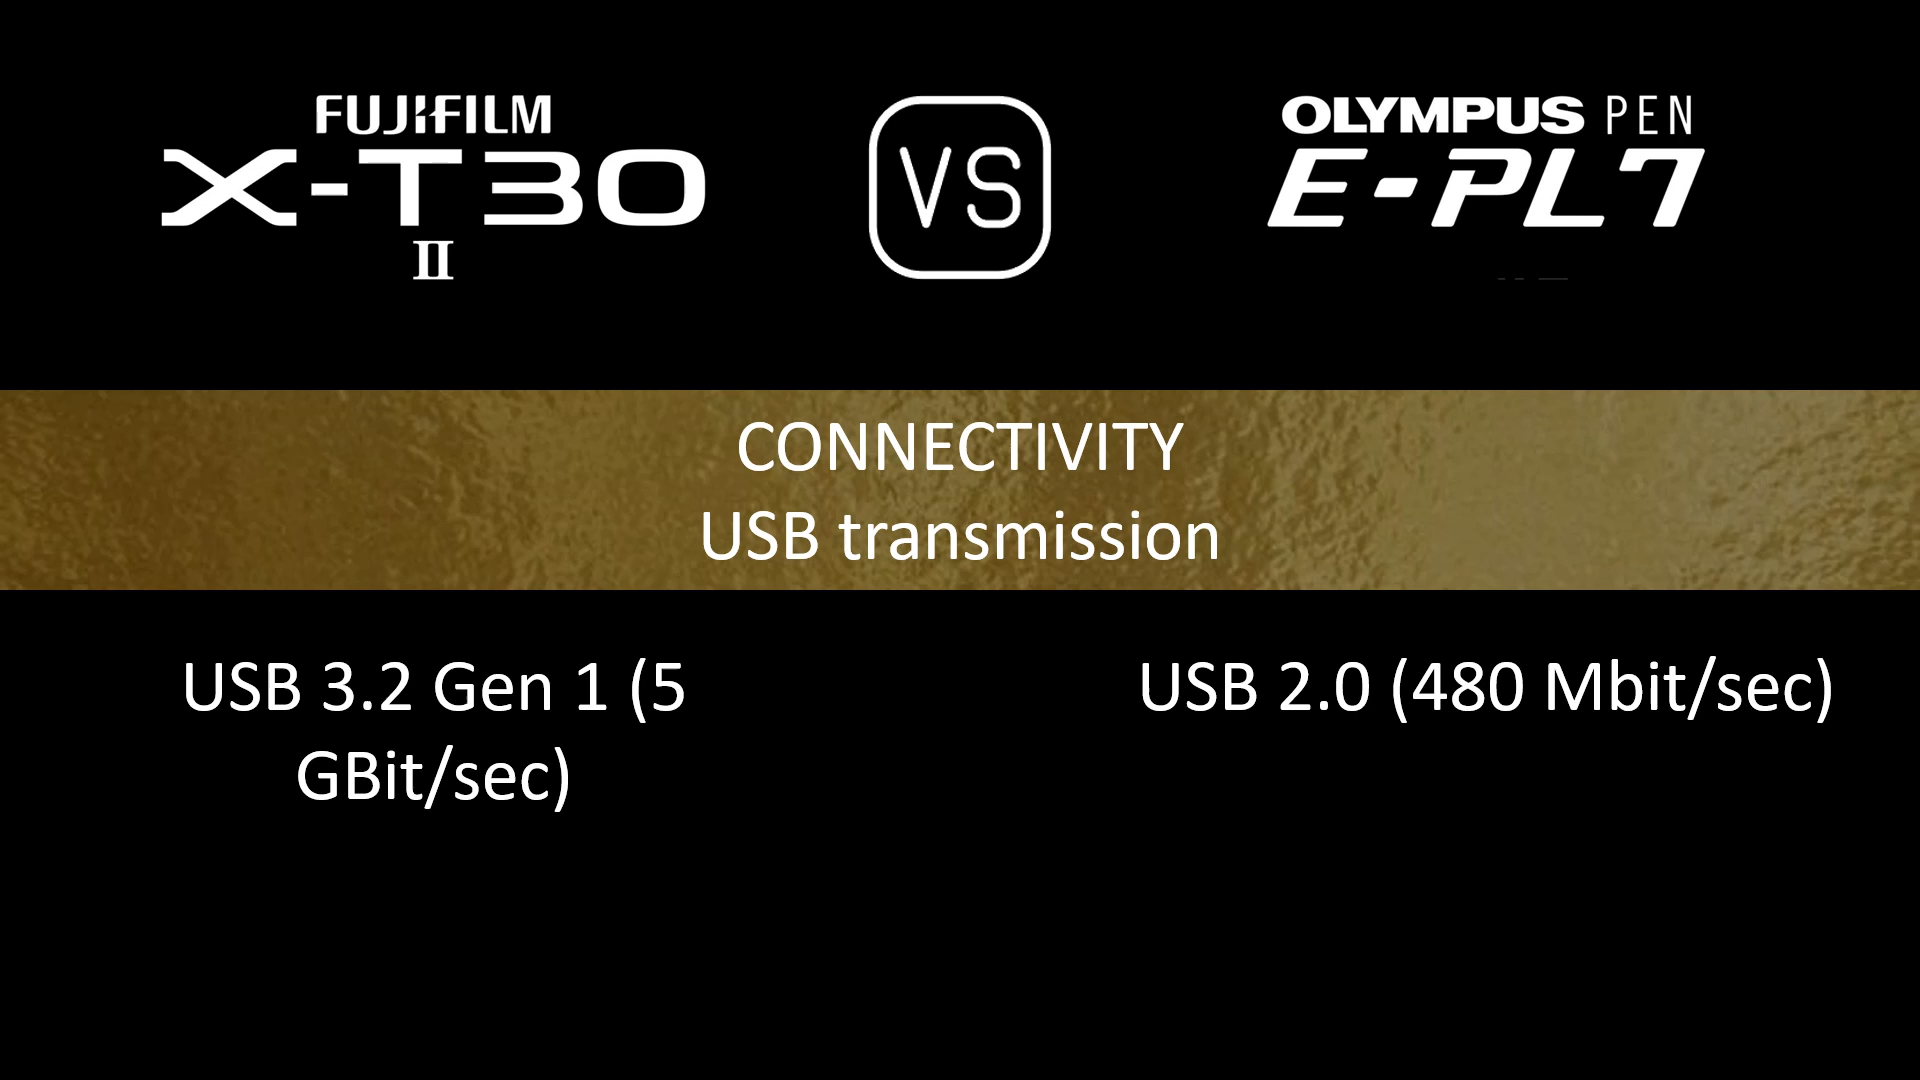 FUJIFILM
X-T30
II
VS
OLYMPUS PEN
E-PL7
CONNECTIVITY
USB transmission
USB 3.2 Gen 1 (5
GBit/sec)
USB 2.0 (480 Mbit/sec)